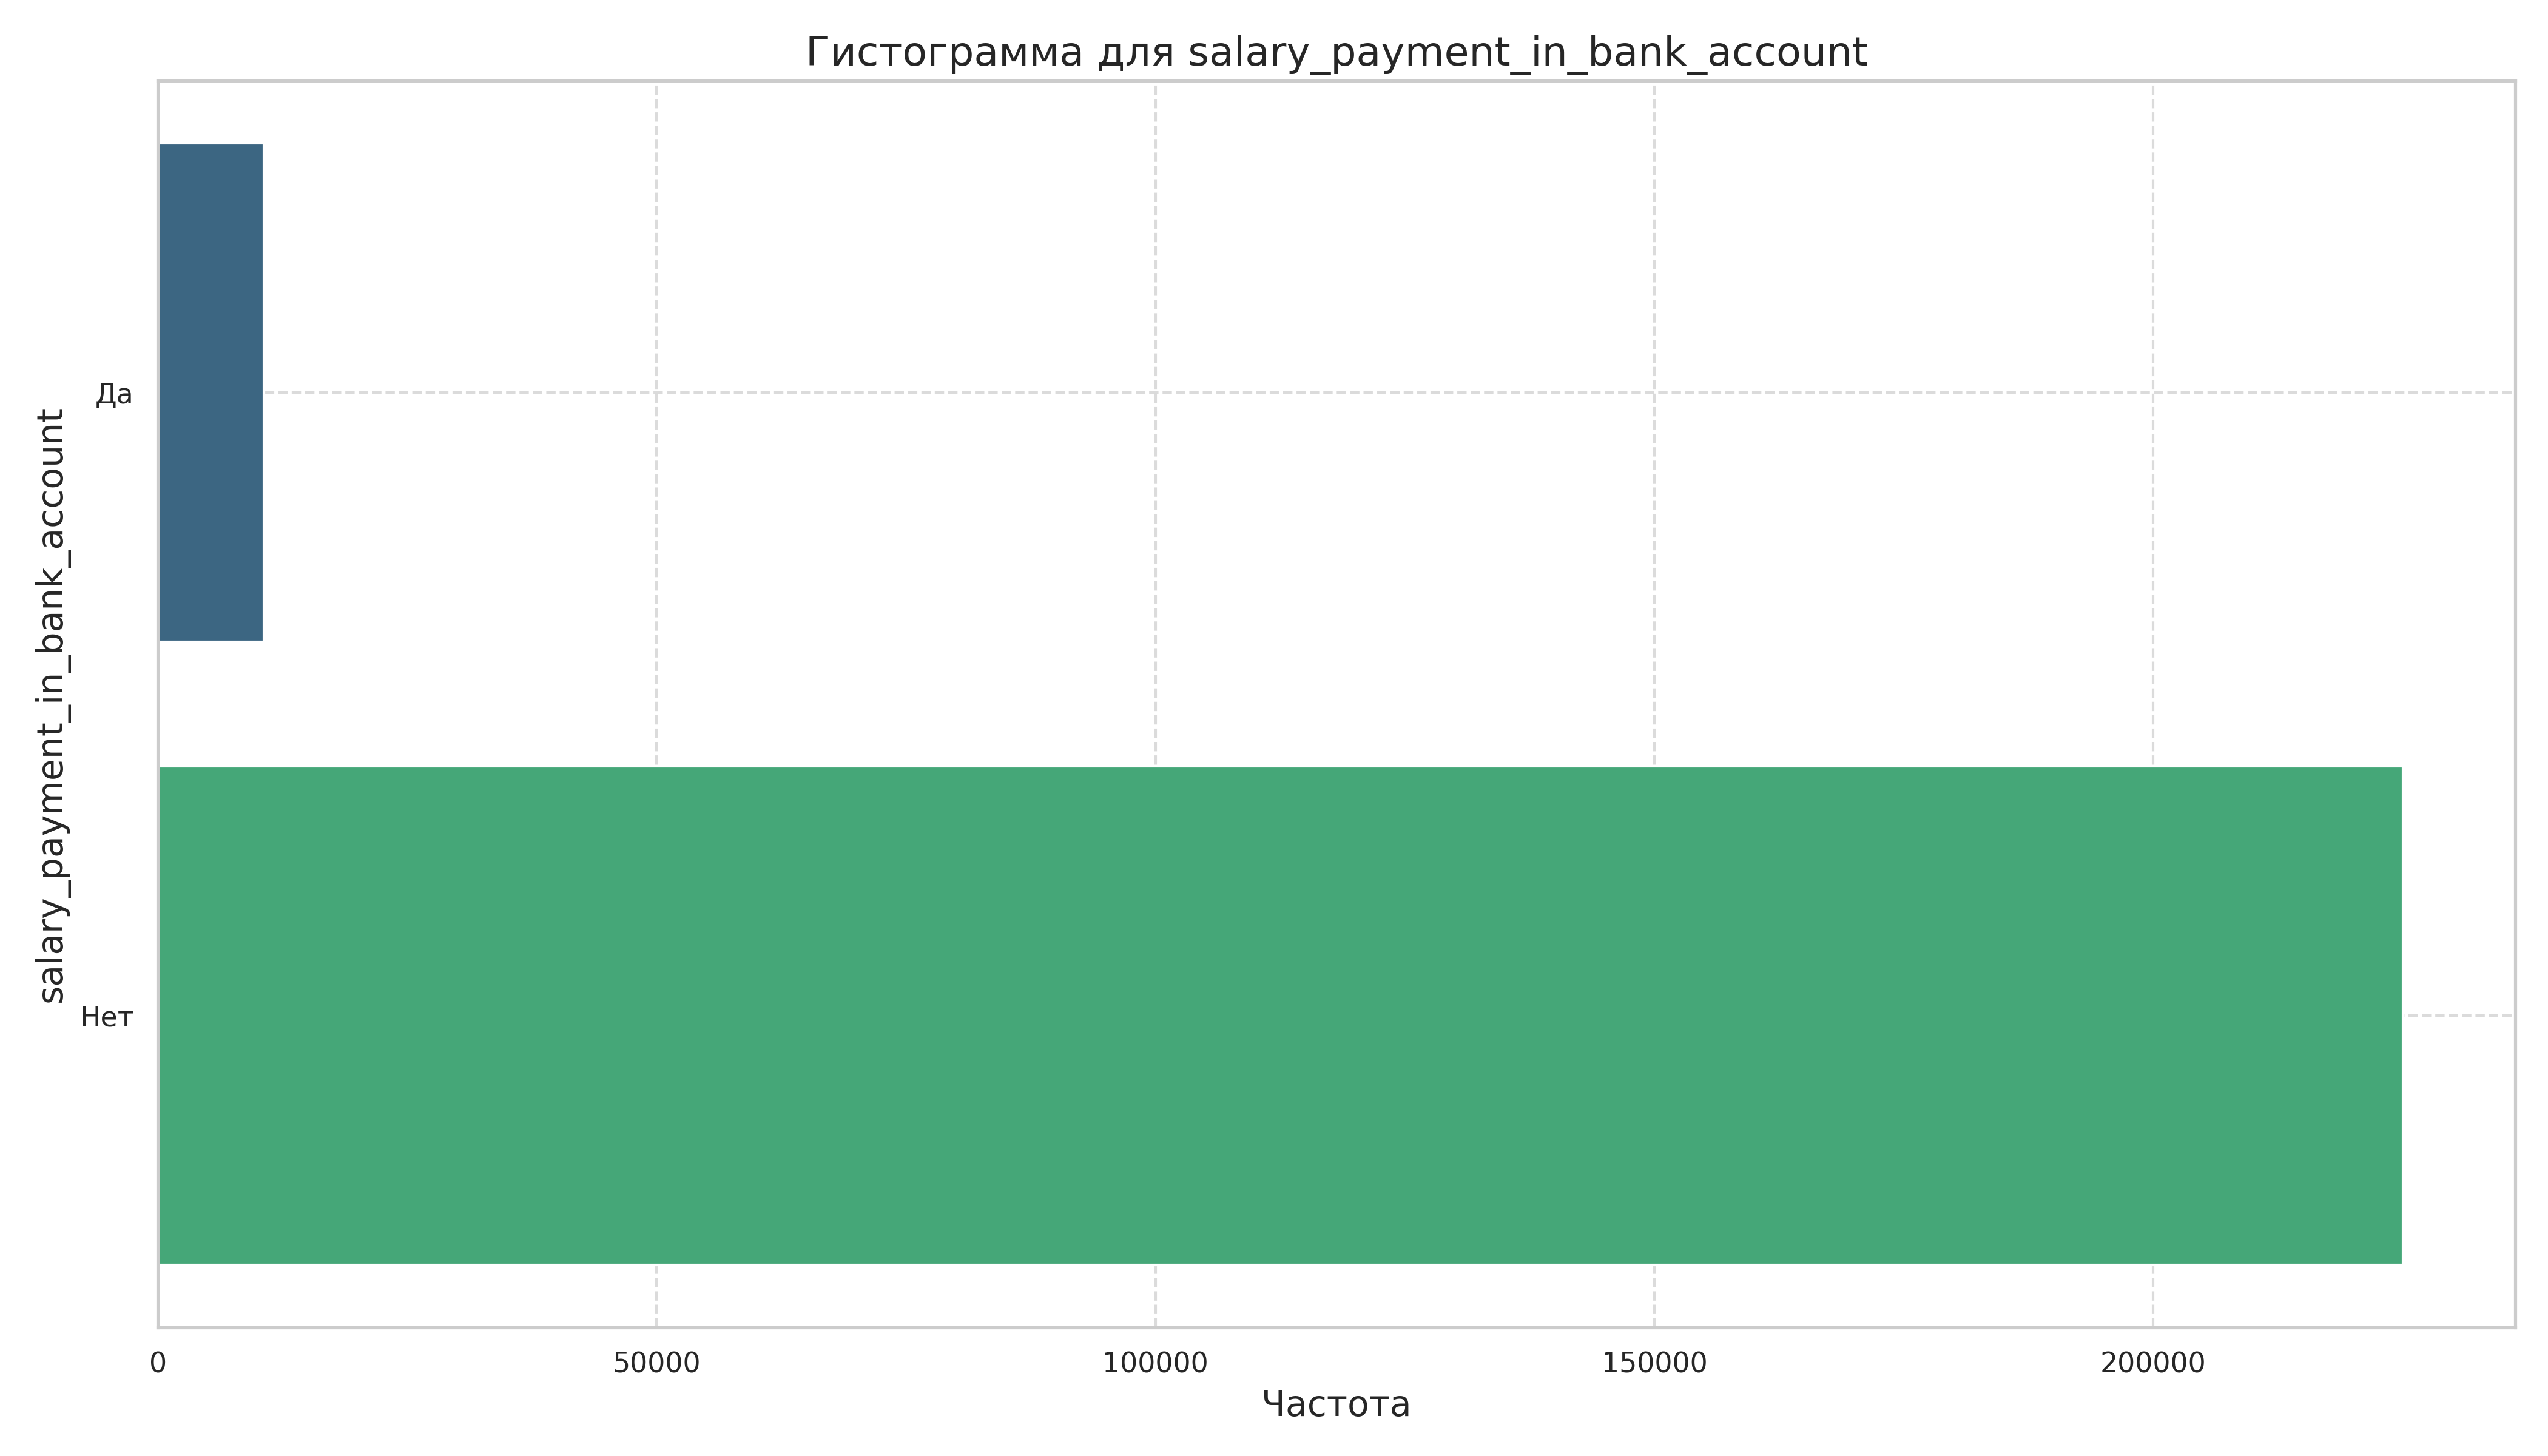 Гистограмма для salary_payment_in_bank_account
salary_payment_in_bank_account
Да
Нет
0 50000 100000 150000 200000
Частота